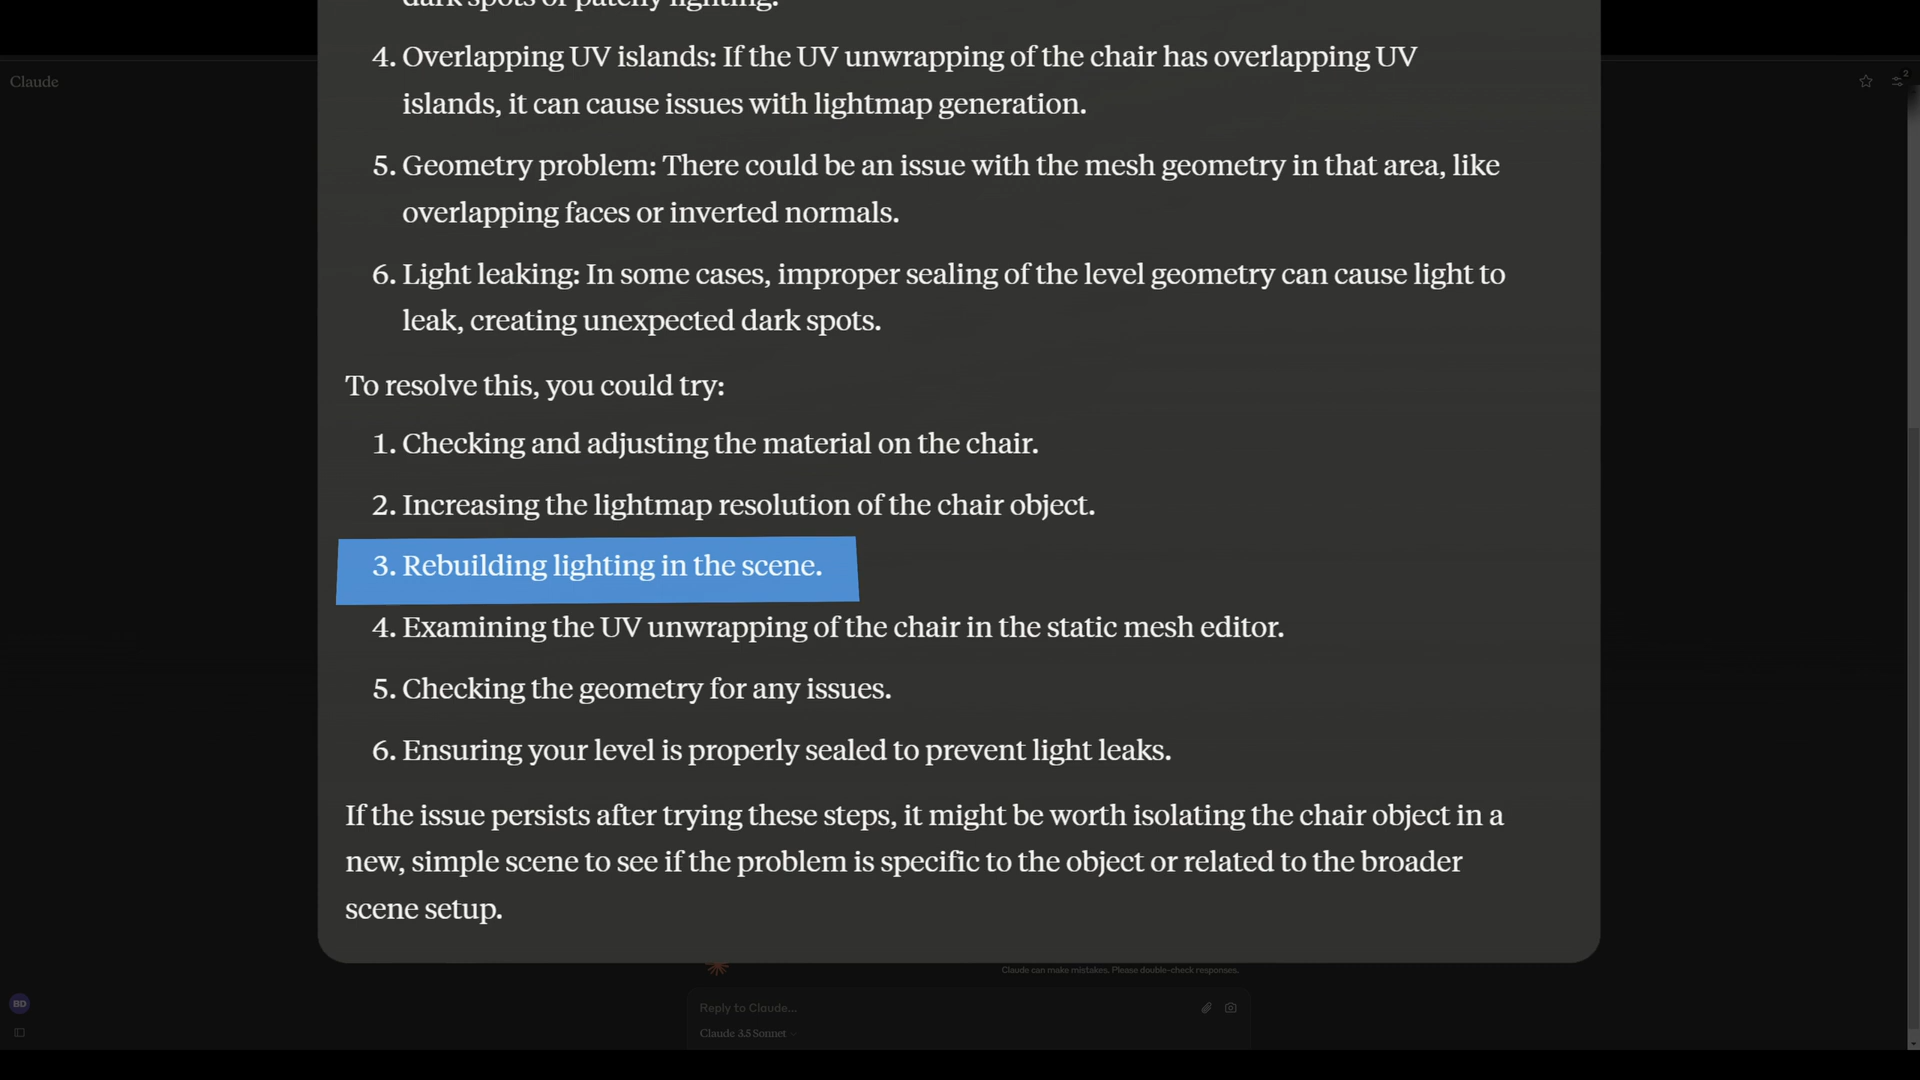 dark spots or patchy lighting.
Claude
2
4. Overlapping UV islands: If the UV unwrapping of the chair has overlapping UV
islands, it can cause issues with lightmap generation.
5. Geometry problem: There could be an issue with the mesh geometry in that area, like
overlapping faces or inverted normals.
6. Light leaking: In some cases, improper sealing of the level geometry can cause light to
leak, creating unexpected dark spots.
To resolve this, you could try:
1. Checking and adjusting the material on the chair.
2. Increasing the lightmap resolution of the chair object.
3. Rebuilding lighting in the scene.
4. Examining the UV unwrapping of the chair in the static mesh editor.
5. Checking the geometry for any issues.
6. Ensuring your level is properly sealed to prevent light leaks.
If the issue persists after trying these steps, it might be worth isolating the chair object in a
new, simple scene to see if the problem is specific to the object or related to the broader
scene setup.
Claude can make mistakes. Please double-check responses.
BD
Reply to Claude...
Claude 3.5 Sonnet